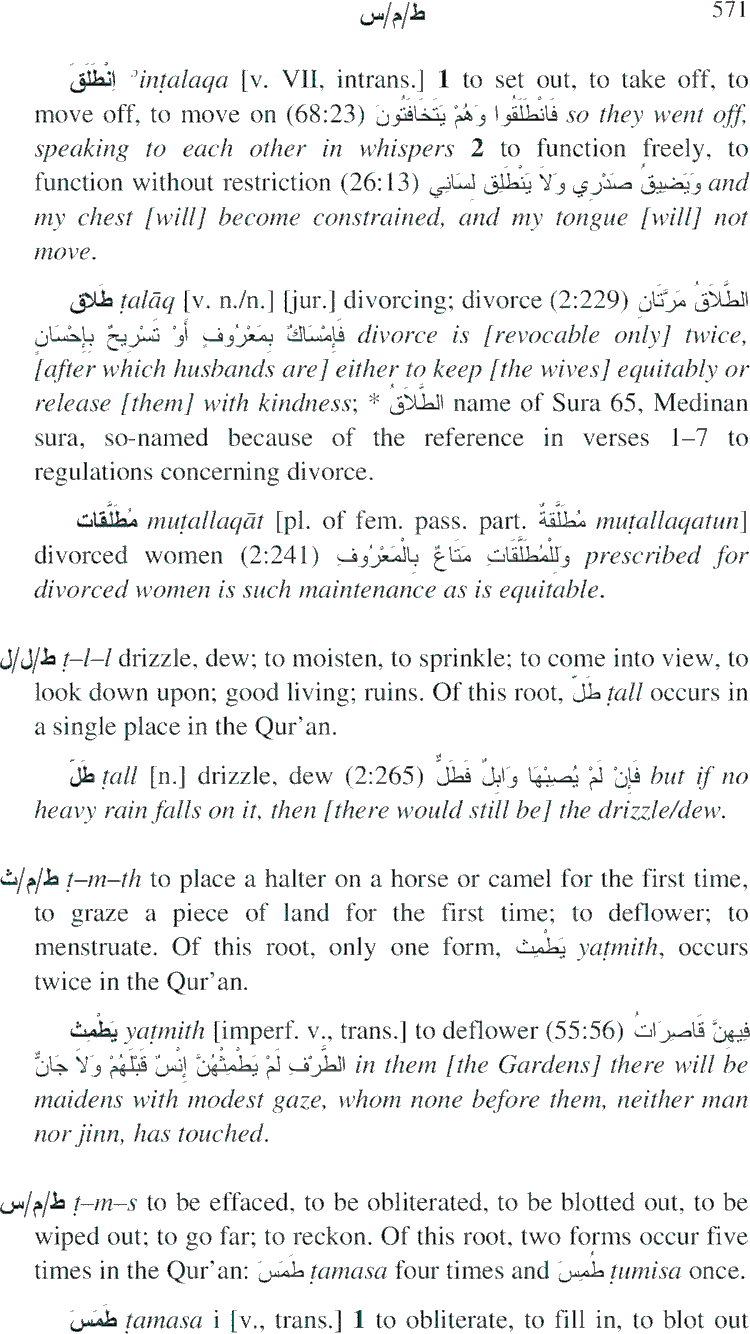 ط/م/س 571
اِنْطَلَقَ ʾinṭalaqa [v. VII, intrans.] 1 to set out, to take off, to
move off, to move on (68:23) فَانْطَلَقُوا وَهُمْ يَتَخَافَتُونَ so they went off,
speaking to each other in whispers 2 to function freely, to
function without restriction (26:13) وَيَضِيقُ صَدْرِي وَلاَ يَنْطَلِق لِسَانِي and
my chest [will] become constrained, and my tongue [will] not
move.
طَلاق ṭalāq [v. n./n.] [jur.] divorcing; divorce (2:229) الطَّلاَقُ مَرَّتَانِ
فَإِمْسَاكٌ بِمَعْرُوفٍ أَوْ تَسْرِيحٌ بِإِحْسَانٍ divorce is [revocable only] twice,
[after which husbands are] either to keep [the wives] equitably or
release [them] with kindness; * الطَّلاَقُ name of Sura 65, Medinan
sura, so-named because of the reference in verses 1–7 to
regulations concerning divorce.
مُطَلَّقات muṭallaqāt [pl. of fem. pass. part. مُطَلَّقةٌ muṭallaqatun]
divorced women (2:241) وَلِلْمُطَلَّقَاتِ مَتَاعٌ بِالْمَعْرُوفِ prescribed for
divorced women is such maintenance as is equitable.
ط/ل/ل ṭ–l–l drizzle, dew; to moisten, to sprinkle; to come into view, to
look down upon; good living; ruins. Of this root, طَلّ ṭall occurs in
a single place in the Qur'an.
طَلّ ṭall [n.] drizzle, dew (2:265) فَإِنْ لَمْ يُصِبْهَا وَابِلٌ فَطَلٌّ but if no
heavy rain falls on it, then [there would still be] the drizzle/dew.
ط/م/ث ṭ–m–th to place a halter on a horse or camel for the first time,
to graze a piece of land for the first time; to deflower; to
menstruate. Of this root, only one form, يَطْمِث yaṭmith, occurs
twice in the Qur'an.
يَطْمِث yaṭmith [imperf. v., trans.] to deflower (55:56) فِيهِنَّ قَاصِرَاتُ
الطَّرْفِ لَمْ يَطْمِثْهُنَّ إِنْسٌ قَبْلَهُمْ وَلاَ جَانٌّ in them [the Gardens] there will be
maidens with modest gaze, whom none before them, neither man
nor jinn, has touched.
ط/م/س ṭ–m–s to be effaced, to be obliterated, to be blotted out, to be
wiped out; to go far; to reckon. Of this root, two forms occur five
times in the Qur'an: طَمَسَ ṭamasa four times and طُمِسَ ṭumisa once.
طَمَسَ ṭamasa i [v., trans.] 1 to obliterate, to fill in, to blot out